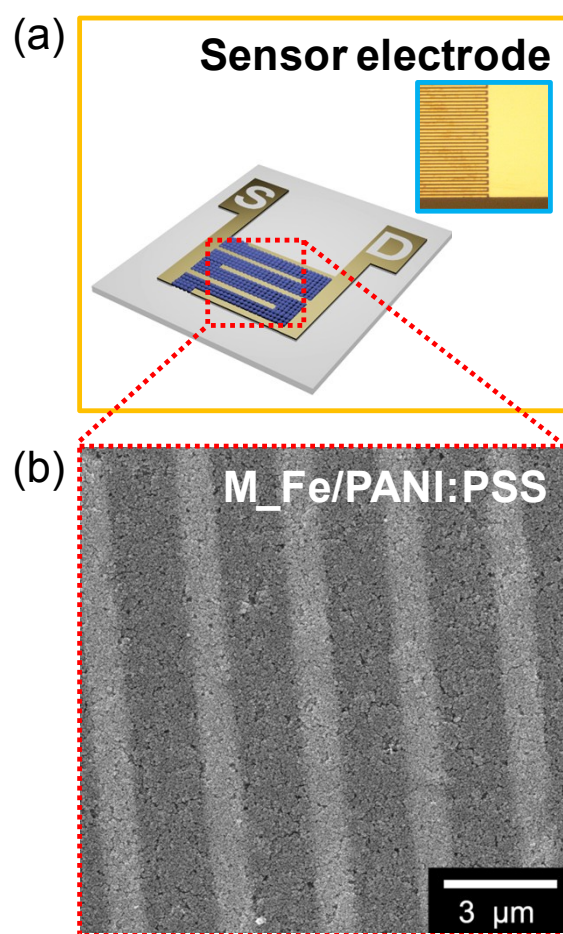 (a)
Sensor electrode
S
D
(b)
M_Fe/PANI:PSS
3 μm